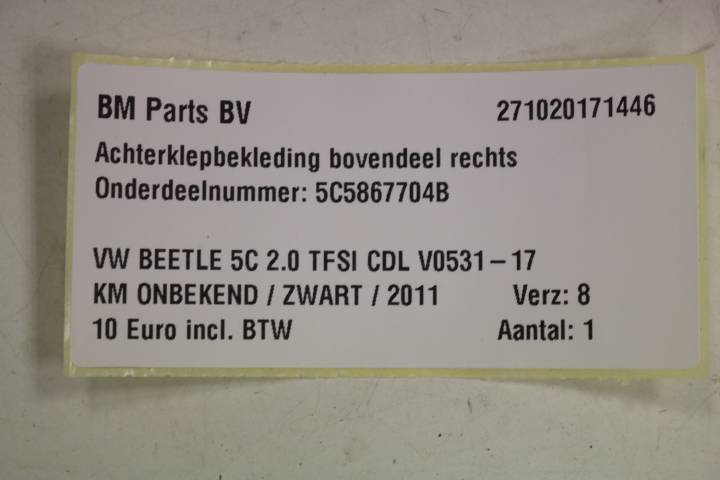 BM Parts BV 271020171446
Achterklepbekleding bovendeel rechts
Onderdeelnummer: 5C5867704B
VW BEETLE 5C 2.0 TFSI CDL V0531-17
KM ONBEKEND / ZWART / 2011 Verz: 8
10 Euro incl. BTW Aantal: 1